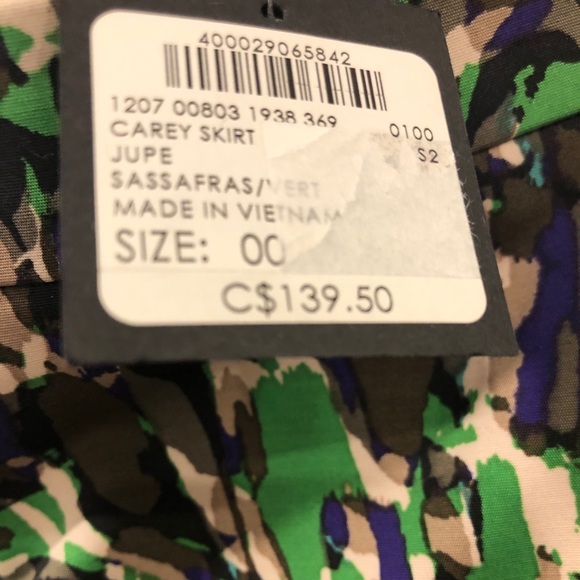 400029065842
1207 00803 1938 369 0100
CAREY SKIRT S2
JUPE
SASSAFRAS/VERT
MADE IN VIETNAM
SIZE: 00
C$139.50